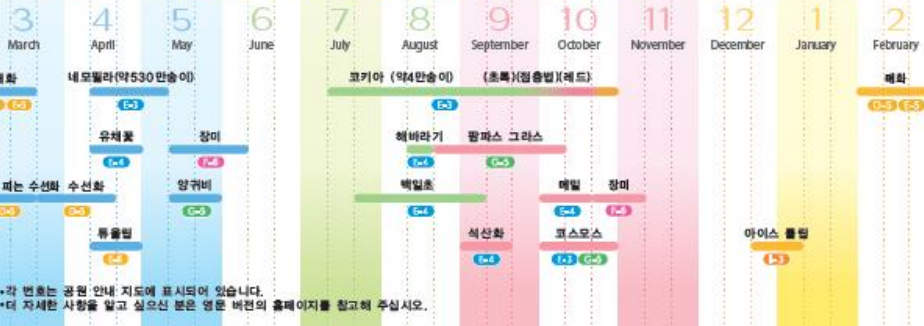 3 4 5 6 7 8 9 10 11 12 1 2
March April May June July August September October November December January February
네모필라(약530만송이) 코키아 (약4만송이) (초록)(점층법)(레드) 매화
E-5 E-3 E-3 D-5 E-5
유채꽃 장미 해바라기 팜파스 그라스
E-4 F-6 E-4 G-5
피는 수선화 수선화 양귀비 백일초 메밀 장미
D-5 D-5 G-5 E-4 E-4 F-6
튤울립 석산화 코스모스 아이스 튤립
E-4 E-3 G-6
•각 번호는 공원 안내 지도에 표시되어 있습니다.
•더 자세한 사항을 알고 싶으신 분은 영문 버전의 홈페이지를 참고해 주십시오.